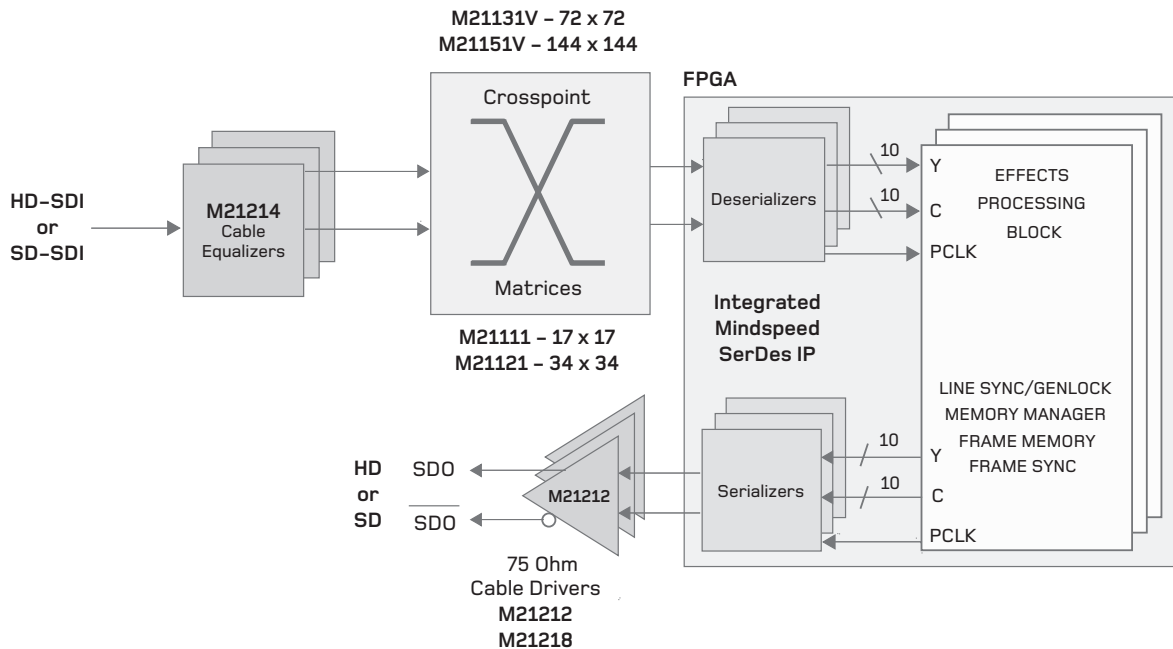 M21131V – 72 x 72
M21151V – 144 x 144
HD-SDI
or
SD-SDI
M21214
Cable
Equalizers
Crosspoint
Matrices
M21111 – 17 x 17
M21121 – 34 x 34
FPGA
Deserializers
10
10
Y
C
PCLK
EFFECTS
PROCESSING
BLOCK
Integrated
Mindspeed
SerDes IP
LINE SYNC/GENLOCK
MEMORY MANAGER
FRAME MEMORY
FRAME SYNC
Y
C
PCLK
10
10
Serializers
M21212
HD
or
SD
SDO
SDO
75 Ohm
Cable Drivers
M21212
M21218